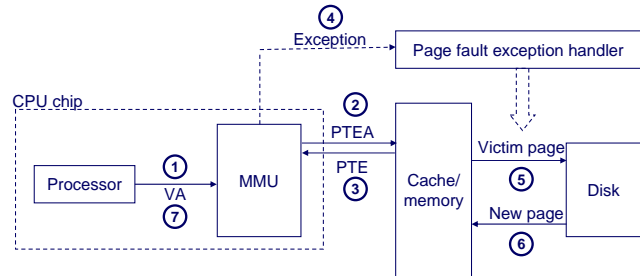 4
Exception
Page fault exception handler
CPU chip
2
PTEA
1
Processor
VA
7
MMU
PTE
3
Cache/
memory
Victim page
5
Disk
New page
6